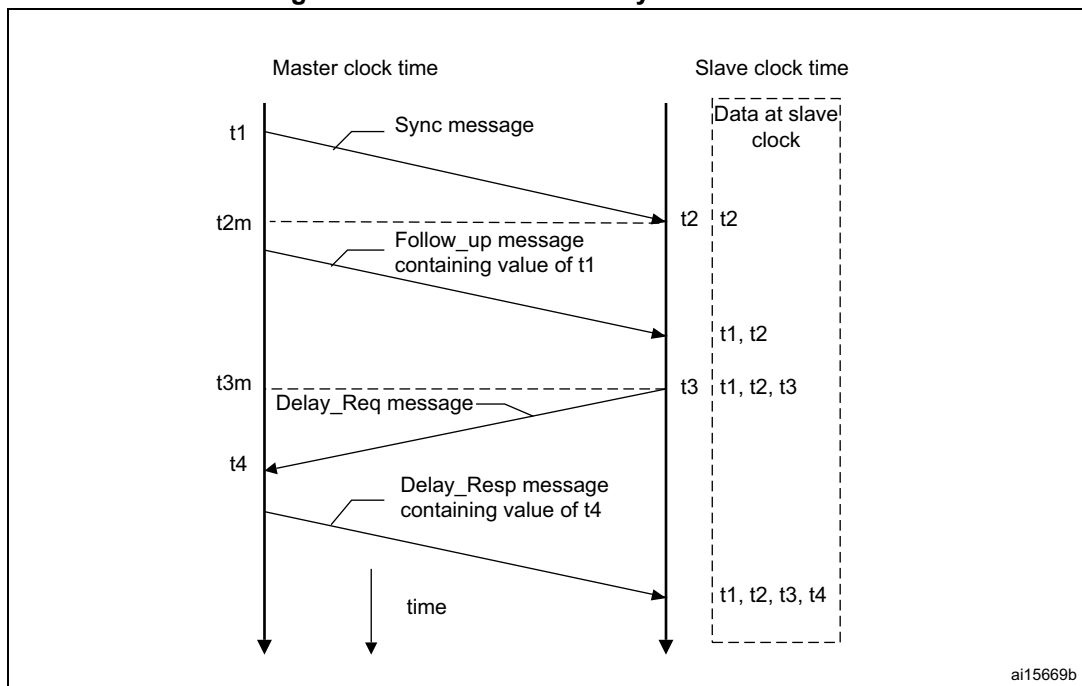 Master clock time
Slave clock time
Data at slave
clock
t1
Sync message
t2m
t2
t2
Follow_up message
containing value of t1
t1, t2
t3m
t3
t1, t2, t3
Delay_Req message
t4
Delay_Resp message
containing value of t4
t1, t2, t3, t4
time
ai15669b